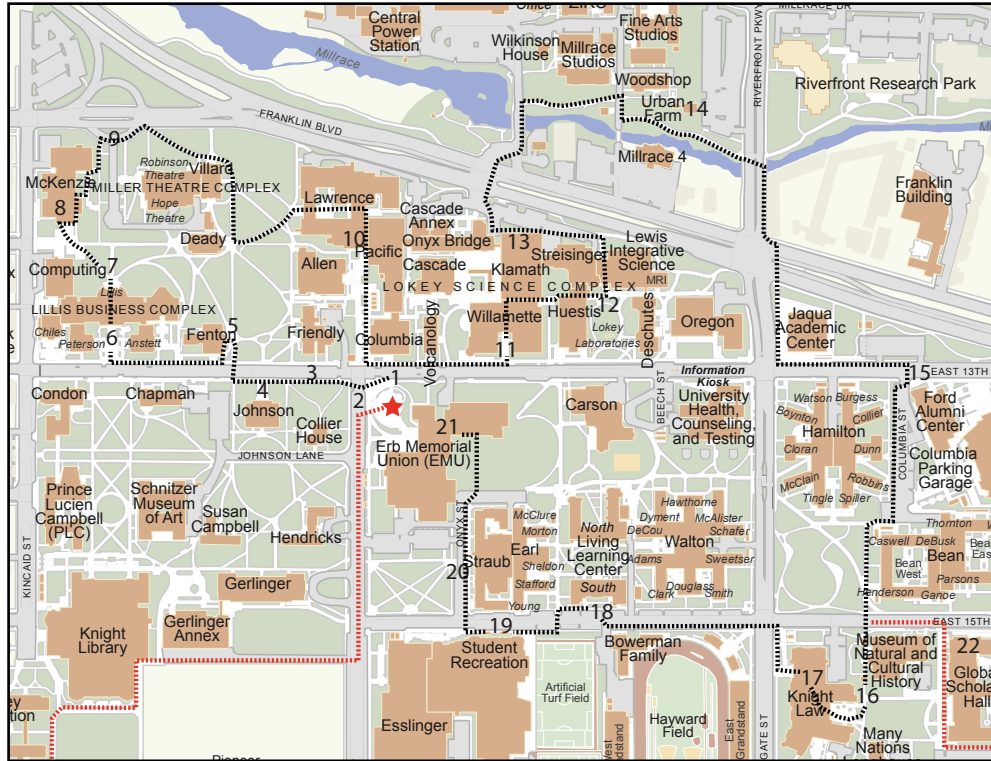 Office
Central
Power
Station
Fine Arts
Studios
MILLRACE DR
Wilkinson
House
Millrace
Studios
Millrace
Woodshop
RIVERFRONT PKWY
Riverfront Research Park
Urban
Farm
14
FRANKLIN BLVD
9
Millrace 4
Robinson
Theatre
Villard
McKenzie
MILLER THEATRE COMPLEX
Hope
Theatre
8
Franklin
Building
Lawrence
Cascade
Annex
Deady
10
Pacific
Onyx Bridge
13
Streisinger
Lewis
Integrative
Science
Computing
7
Allen
Cascade
Klamath
MRI
LOKEY SCIENCE COMPLEX
Lillis
LILLIS BUSINESS COMPLEX
12
Huestis
Willamette
Chiles
Peterson
6
Anstett
Fenton
5
Friendly
Columbia
Volcanology
11
Lokey
Laboratories
Deschutes
Oregon
Jaqua
Academic
Center
Information
Kiosk
15
EAST 13TH
Condon
Chapman
4
3
1
2
Johnson
Collier
House
JOHNSON LANE
Carson
BEECH ST
University
Health,
Counseling,
and Testing
Watson
Burgess
Boynton
Collier
Hamilton
Cloran
Dunn
McClain
Robbins
Tingle
Spiller
COLUMBIA ST
Ford
Alumni
Center
Columbia
Parking
Garage
21
Erb Memorial
Union (EMU)
Prince
Lucien
Campbell
(PLC)
Schnitzer
Museum
of Art
Susan
Campbell
Hendricks
KINCAID ST
ONYX ST
McClure
Morton
Straub
Earl
Sheldon
Stafford
Young
20
North
Living
Learning
Center
South
Hawthorne
Dyment
McAlister
DeCou
Schafer
Walton
Adams
Sweetser
Douglass
Clark
Smith
Thornton
Caswell
DeBusk
Bean
Bean
West
Parsons
Henderson
Ganoe
Gerlinger
Gerlinger
Annex
Knight
Library
19
18
EAST 15TH
Student
Recreation
Bowerman
Family
Museum of
Natural and
Cultural
History
22
17
Knight
Law
16
Artificial
Turf Field
Esslinger
Hayward
Field
East
Grandstand
Many
Nations